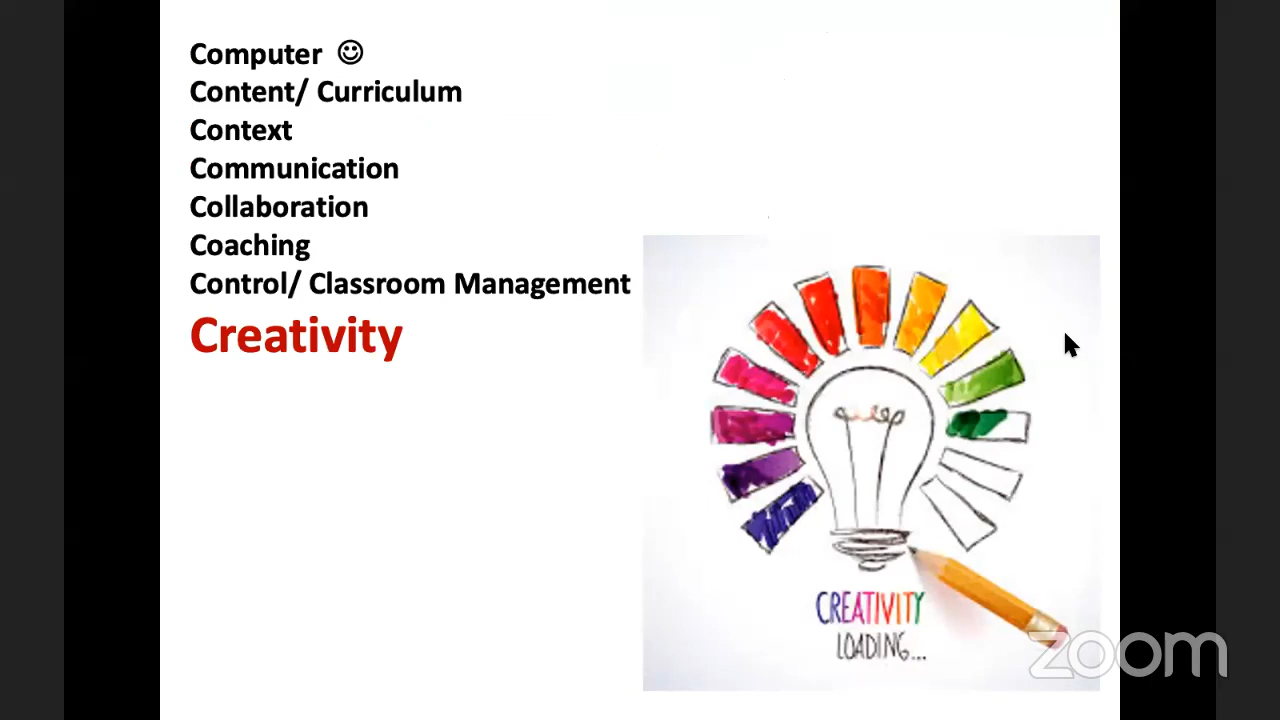 Computer ☺
Content/ Curriculum
Context
Communication
Collaboration
Coaching
Control/ Classroom Management
Creativity
CREATIVITY
LOADING...
zoom